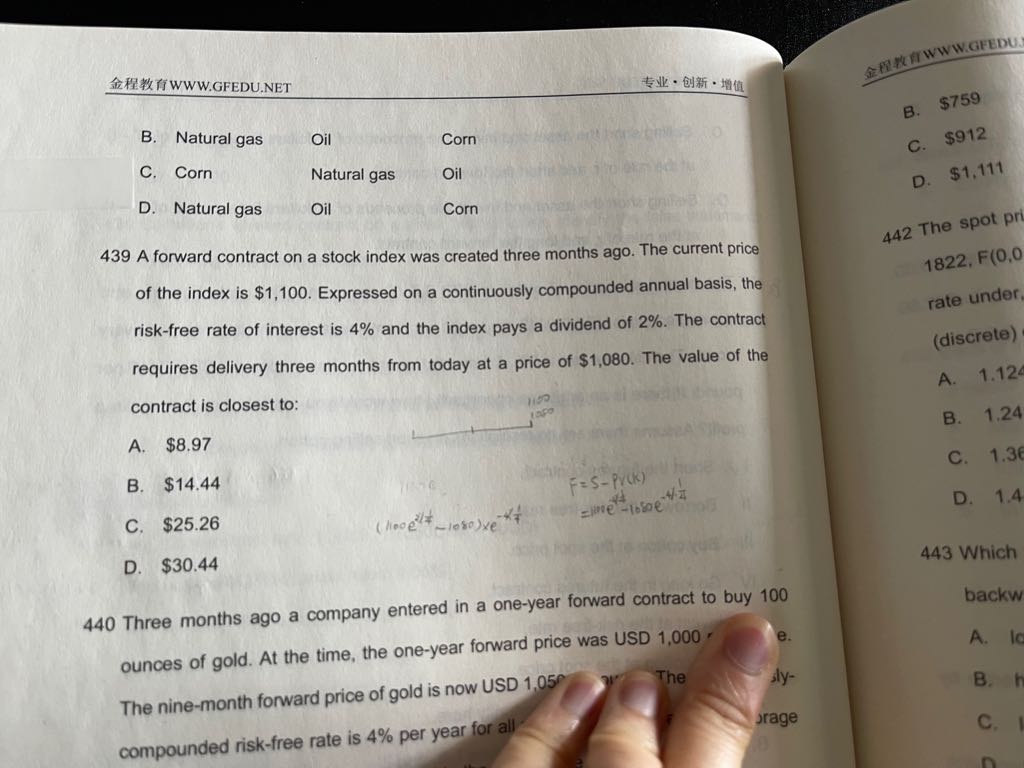 金程教育WWW.GFEDU.NET
专业·创新·增值
B. Natural gas Oil Corn
C. Corn Natural gas Oil
D. Natural gas Oil Corn
439 A forward contract on a stock index was created three months ago. The current price
of the index is $1,100. Expressed on a continuously compounded annual basis, the
risk-free rate of interest is 4% and the index pays a dividend of 2%. The contract
requires delivery three months from today at a price of $1,080. The value of the
contract is closest to:
1100
1080
A. $8.97
B. $14.44
C. $25.26
D. $30.44
F=S-PV(K)
440 Three months ago a company entered in a one-year forward contract to buy 100
ounces of gold. At the time, the one-year forward price was USD 1,000
The nine-month forward price of gold is now USD 1,050 The
compounded risk-free rate is 4% per year for all
金程教育WWW.GFEDU.
B. $759
C. $912
D. $1,111
442 The spot
1822, F(0,0
rate under,
(discrete)
A. 1.124
B. 1.24
C. 1.36
D. 1.4
443 Which
A.
B.
C.
D.